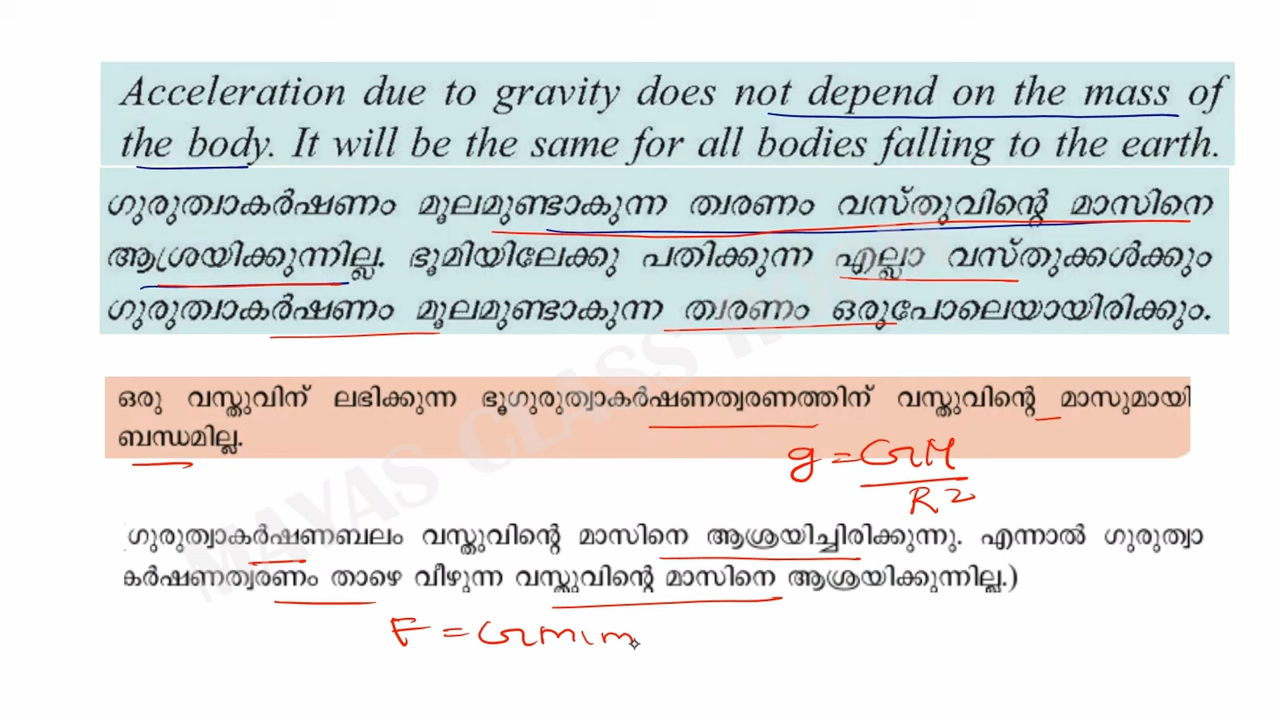 Acceleration due to gravity does not depend on the mass of
the body. It will be the same for all bodies falling to the earth.
ഗുരുത്വാകർഷണം മൂലമുണ്ടാകുന്ന ത്വരണം വസ്തുവിന്റെ മാസിനെ
ആശ്രയിക്കുന്നില്ല. ഭൂമിയിലേക്കു പതിക്കുന്ന എല്ലാ വസ്തുക്കൾക്കും
ഗുരുത്വാകർഷണം മൂലമുണ്ടാകുന്ന ത്വരണം ഒരുപോലെയായിരിക്കും.
ഒരു വസ്തുവിന് ലഭിക്കുന്ന ഭൂഗുരുത്വാകർഷണത്വരണത്തിന് വസ്തുവിന്റെ മാസുമായി
ബന്ധമില്ല.
g = GM
R2
ഗുരുത്വാകർഷണബലം വസ്തുവിന്റെ മാസിനെ ആശ്രയിച്ചിരിക്കുന്നു. എന്നാൽ ഗുരുത്വാ
കർഷണത്വരണം താഴെ വീഴുന്ന വസ്തുവിന്റെ മാസിനെ ആശ്രയിക്കുന്നില്ല.)
F = Gm1m
MAYAS CLASS